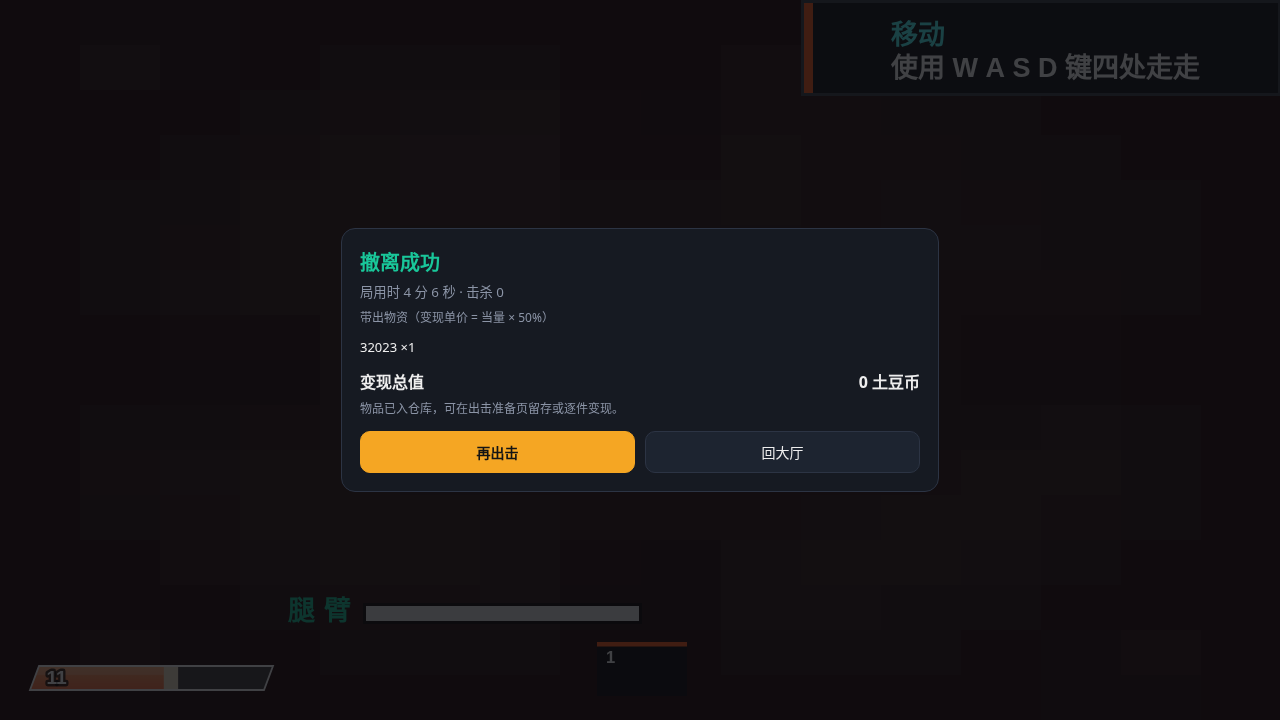 移动
使用 W A S D 键四处走走
撤离成功
局用时 4 分 6 秒 · 击杀 0
带出物资（变现单价 = 当量 × 50%）
32023 ×1
变现总值 0 土豆币
物品已入仓库，可在出击准备页留存或逐件变现。
再出击 回大厅
腿 臂
1
11